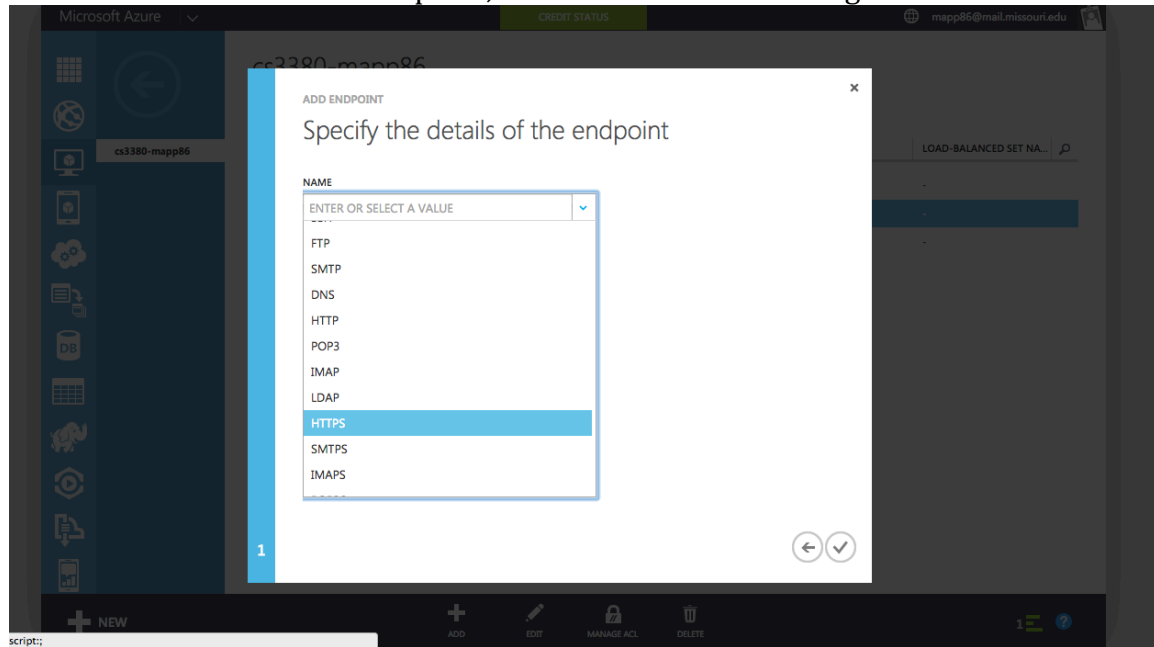 Microsoft Azure
CREDIT STATUS
mapp86@mail.missouri.edu
cs3380-mapp86
cs3380-mapp86
LOAD-BALANCED SET NA...
-
-
-
ADD ENDPOINT
×
Specify the details of the endpoint
NAME
ENTER OR SELECT A VALUE
FTP
SMTP
DNS
HTTP
POP3
IMAP
LDAP
HTTPS
SMTPS
IMAPS
1
DB
NEW
ADD
EDIT
MANAGE ACL
DELETE
1
?
script:;